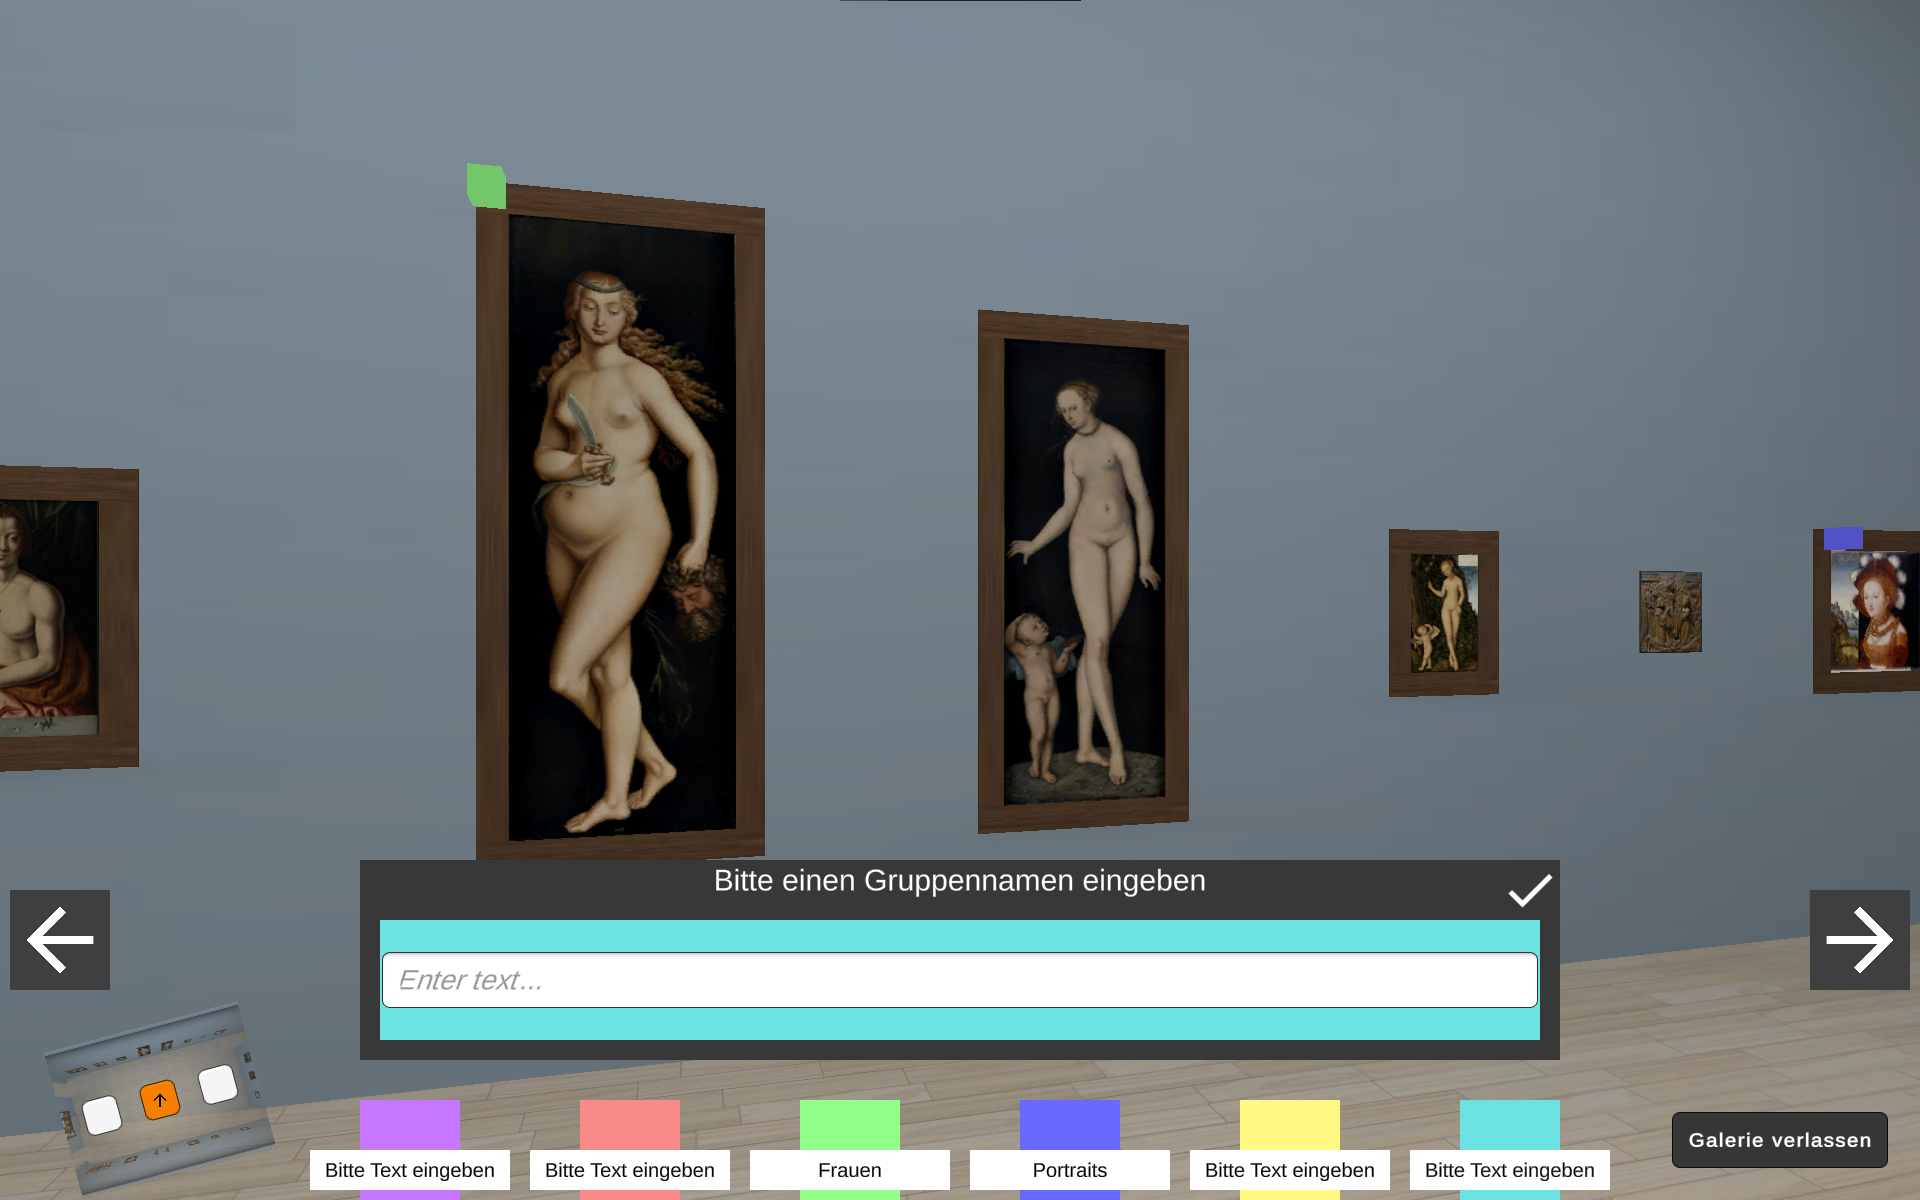 Bitte einen Gruppennamen eingeben
Enter text...
Bitte Text eingeben
Bitte Text eingeben
Frauen
Portraits
Bitte Text eingeben
Bitte Text eingeben
Galerie verlassen